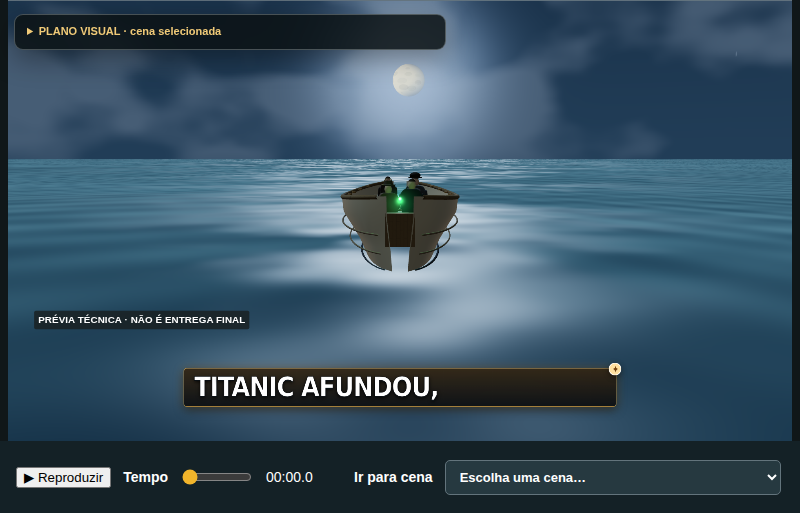 ▶ PLANO VISUAL · cena selecionada
PRÉVIA TÉCNICA · NÃO É ENTREGA FINAL
TITANIC AFUNDOU,
▶ Reproduzir Tempo 00:00.0 Ir para cena Escolha uma cena…